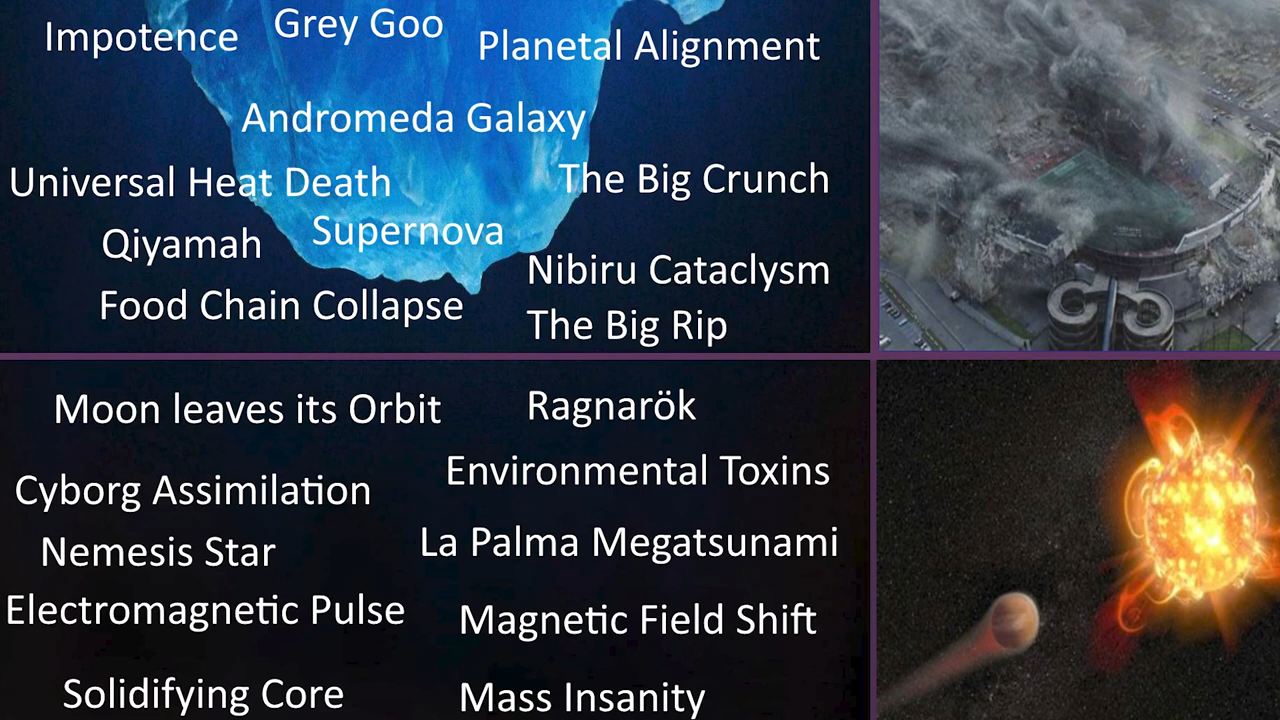 Impotence
Grey Goo
Planetal Alignment
Andromeda Galaxy
Universal Heat Death
The Big Crunch
Qiyamah
Supernova
Nibiru Cataclysm
Food Chain Collapse
The Big Rip
Moon leaves its Orbit
Ragnarök
Environmental Toxins
Cyborg Assimilation
La Palma Megatsunami
Nemesis Star
Electromagnetic Pulse
Magnetic Field Shift
Solidifying Core
Mass Insanity